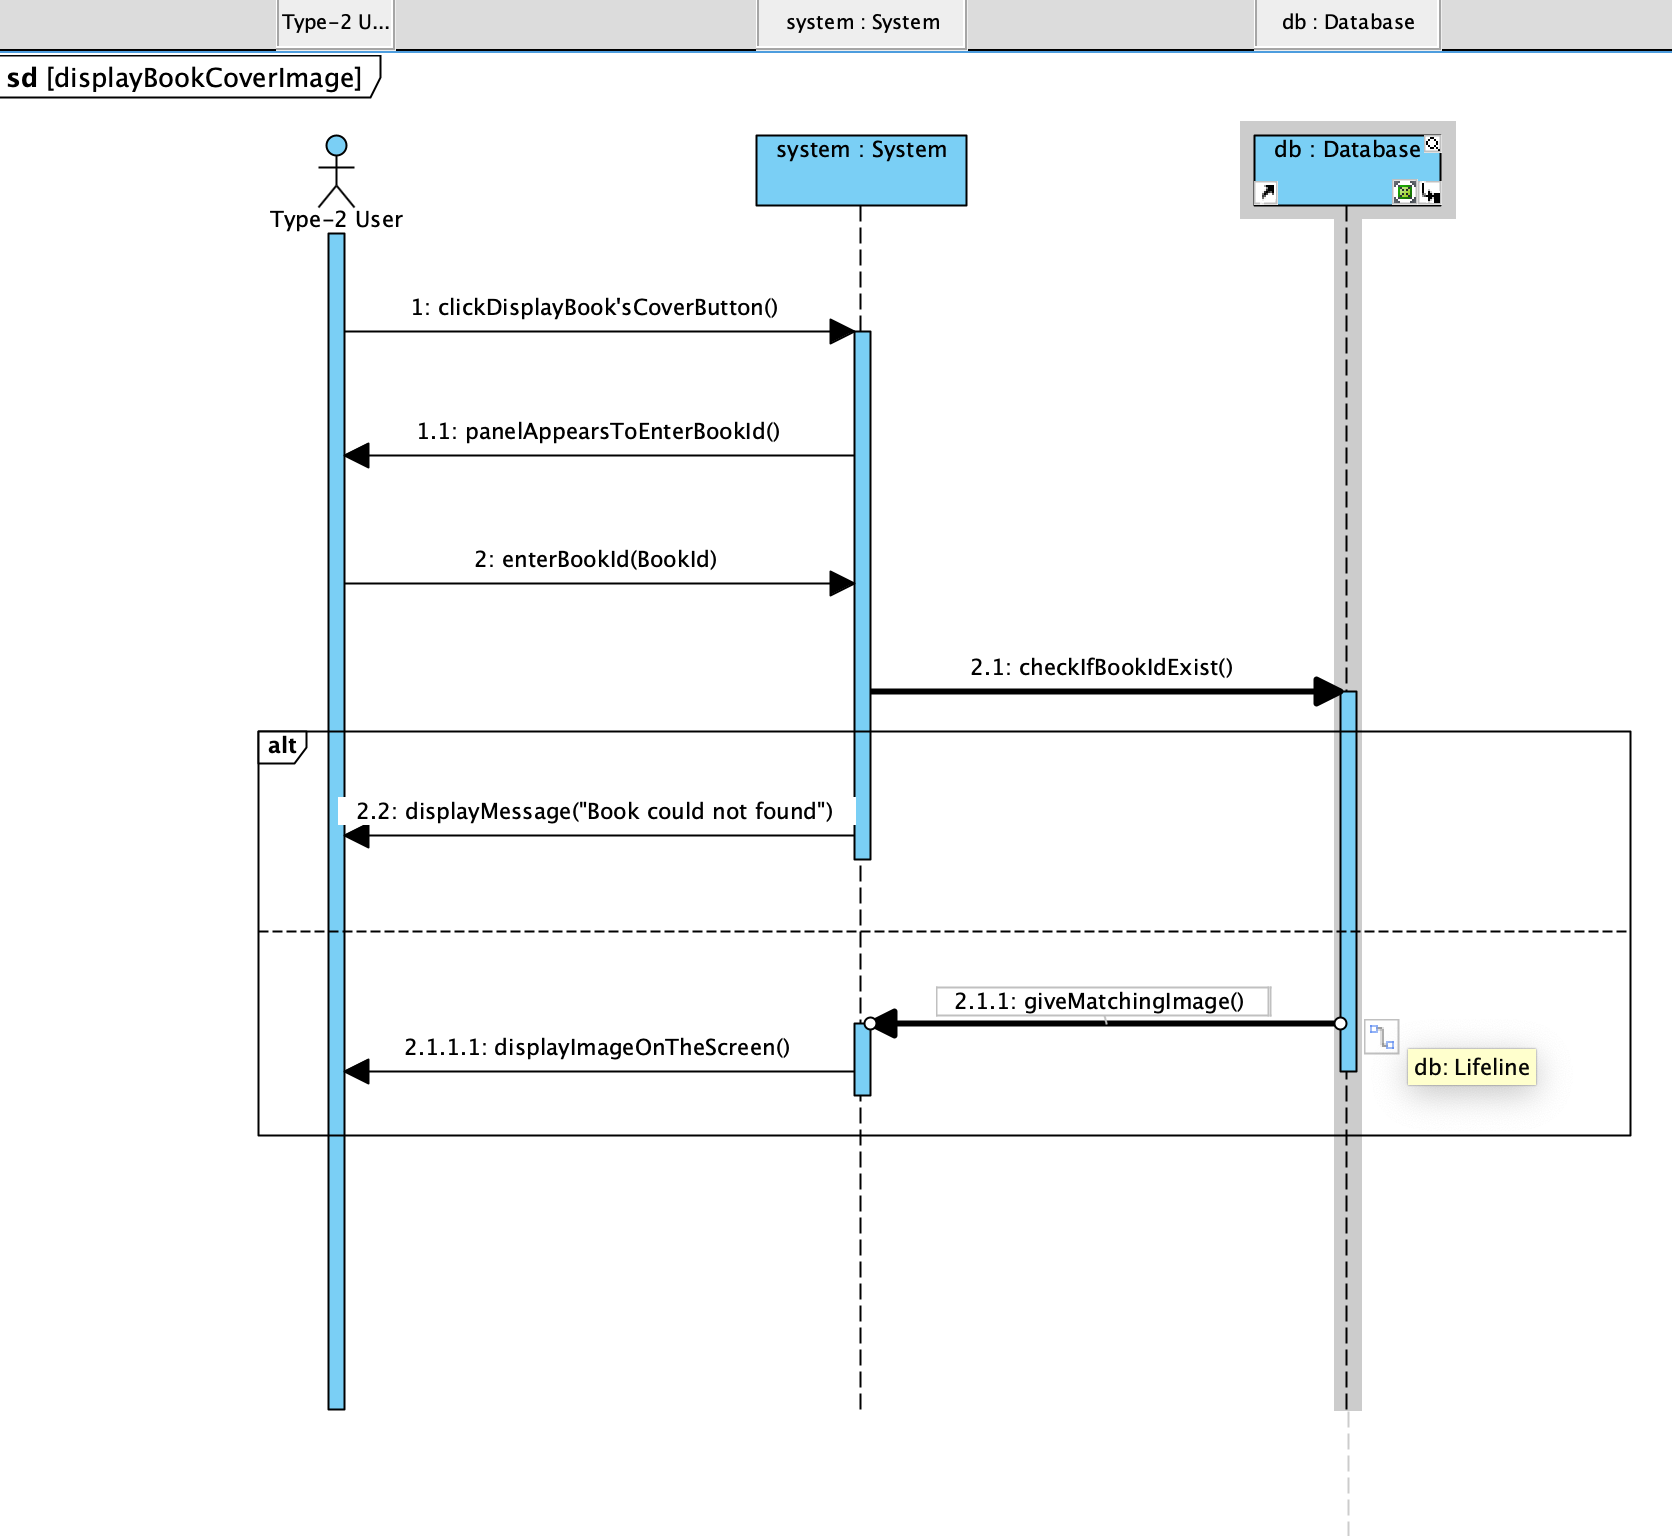 Type-2 U...
system : System
db : Database
sd [displayBookCoverImage]
system : System
db : Database
Type-2 User
1: clickDisplayBook'sCoverButton()
1.1: panelAppearsToEnterBookId()
2: enterBookId(BookId)
2.1: checkIfBookIdExist()
alt
2.2: displayMessage("Book could not found")
2.1.1: giveMatchingImage()
2.1.1.1: displayImageOnTheScreen()
db: Lifeline